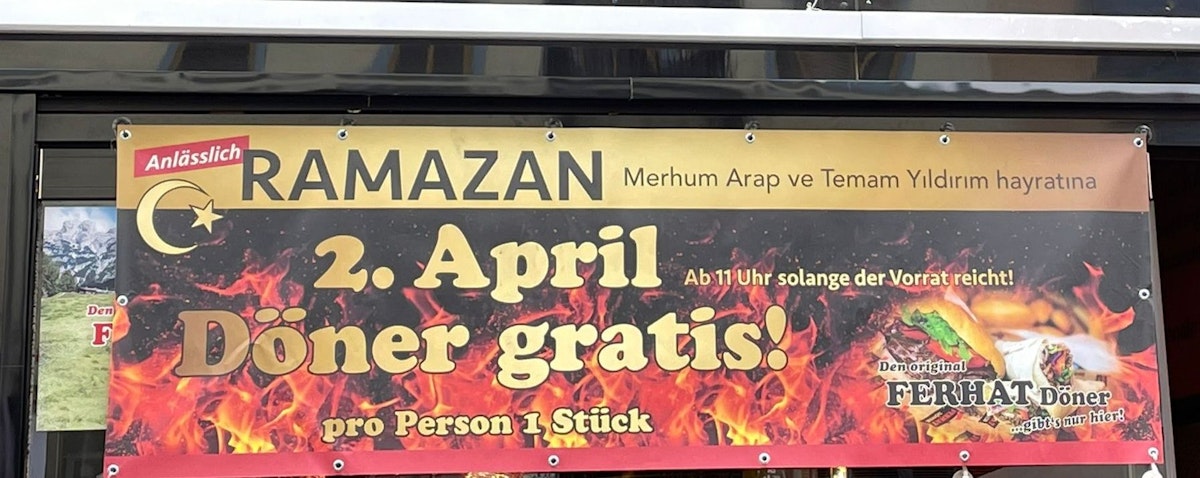 Anlässlich
RAMAZAN
Merhum Arap ve Temam Yıldırım hayratına
2. April
Ab 11 Uhr solange der Vorrat reicht!
Döner gratis!
pro Person 1 Stück
Den original
FERHAT Döner
...gibt's nur hier!
Den
F